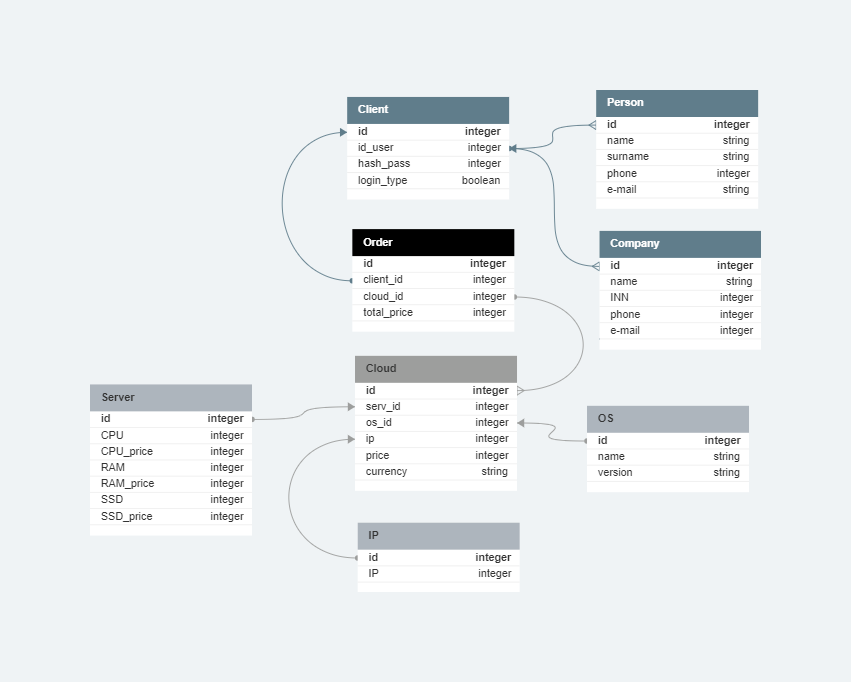 Client
id integer
id_user integer
hash_pass integer
login_type boolean
Person
id integer
name string
surname string
phone integer
e-mail string
Order
id integer
client_id integer
cloud_id integer
total_price integer
Company
id integer
name string
INN integer
phone integer
e-mail integer
Cloud
id integer
serv_id integer
os_id integer
ip integer
price integer
currency string
Server
id integer
CPU integer
CPU_price integer
RAM integer
RAM_price integer
SSD integer
SSD_price integer
OS
id integer
name string
version string
IP
id integer
IP integer